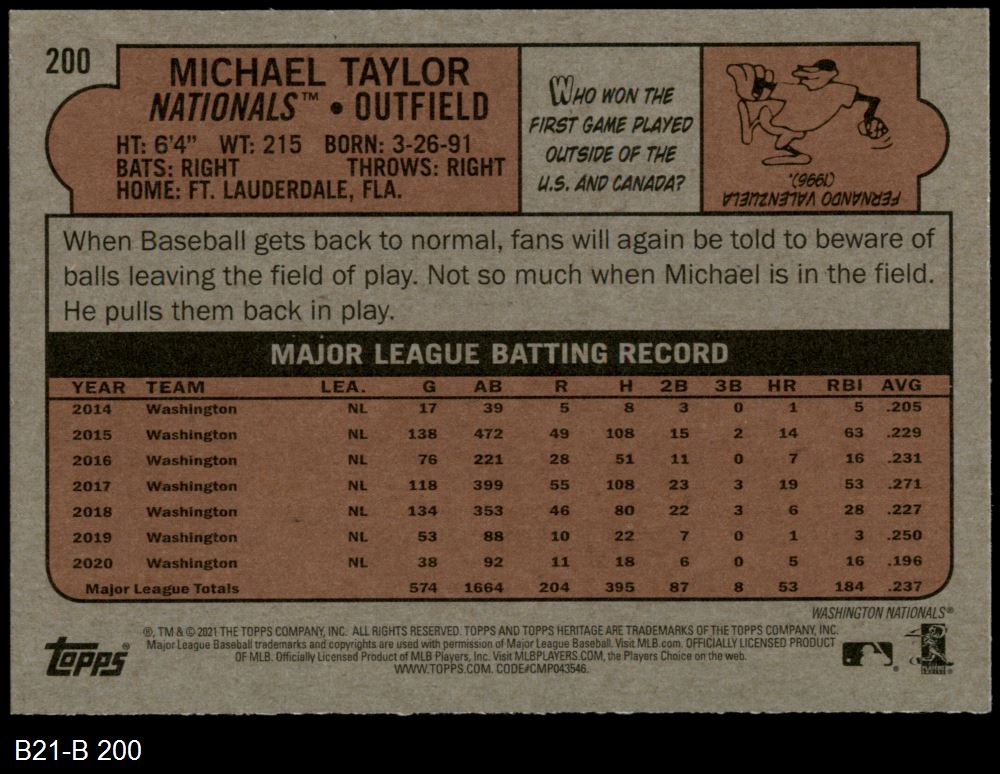 200
MICHAEL TAYLOR
NATIONALS™ • OUTFIELD
HT: 6'4" WT: 215 BORN: 3-26-91
BATS: RIGHT THROWS: RIGHT
HOME: FT. LAUDERDALE, FLA.
WHO WON THE
FIRST GAME PLAYED
OUTSIDE OF THE
U.S. AND CANADA?
FERNANDO VALENZUELA
(1996).
When Baseball gets back to normal, fans will again be told to beware of
balls leaving the field of play. Not so much when Michael is in the field.
He pulls them back in play.
MAJOR LEAGUE BATTING RECORD
YEAR TEAM LEA. G AB R H 2B 3B HR RBI AVG
2014 Washington NL 17 39 5 8 3 0 1 5 .205
2015 Washington NL 138 472 49 108 15 2 14 63 .229
2016 Washington NL 76 221 28 51 11 0 7 16 .231
2017 Washington NL 118 399 55 108 23 3 19 53 .271
2018 Washington NL 134 353 46 80 22 3 6 28 .227
2019 Washington NL 53 88 10 22 7 0 1 3 .250
2020 Washington NL 38 92 11 18 6 0 5 16 .196
Major League Totals 574 1664 204 395 87 8 53 184 .237
WASHINGTON NATIONALS®
®, TM & © 2021 THE TOPPS COMPANY, INC. ALL RIGHTS RESERVED. TOPPS AND TOPPS HERITAGE ARE TRADEMARKS OF THE TOPPS COMPANY, INC.
Major League Baseball trademarks and copyrights are used with permission of Major League Baseball. Visit MLB.com. OFFICIALLY LICENSED PRODUCT
OF MLB. Officially Licensed Product of MLB Players, Inc. Visit MLBPLAYERS.COM, the Players Choice on the web.
WWW.TOPPS.COM. CODE#CMP043546.
Topps®
B21-B 200